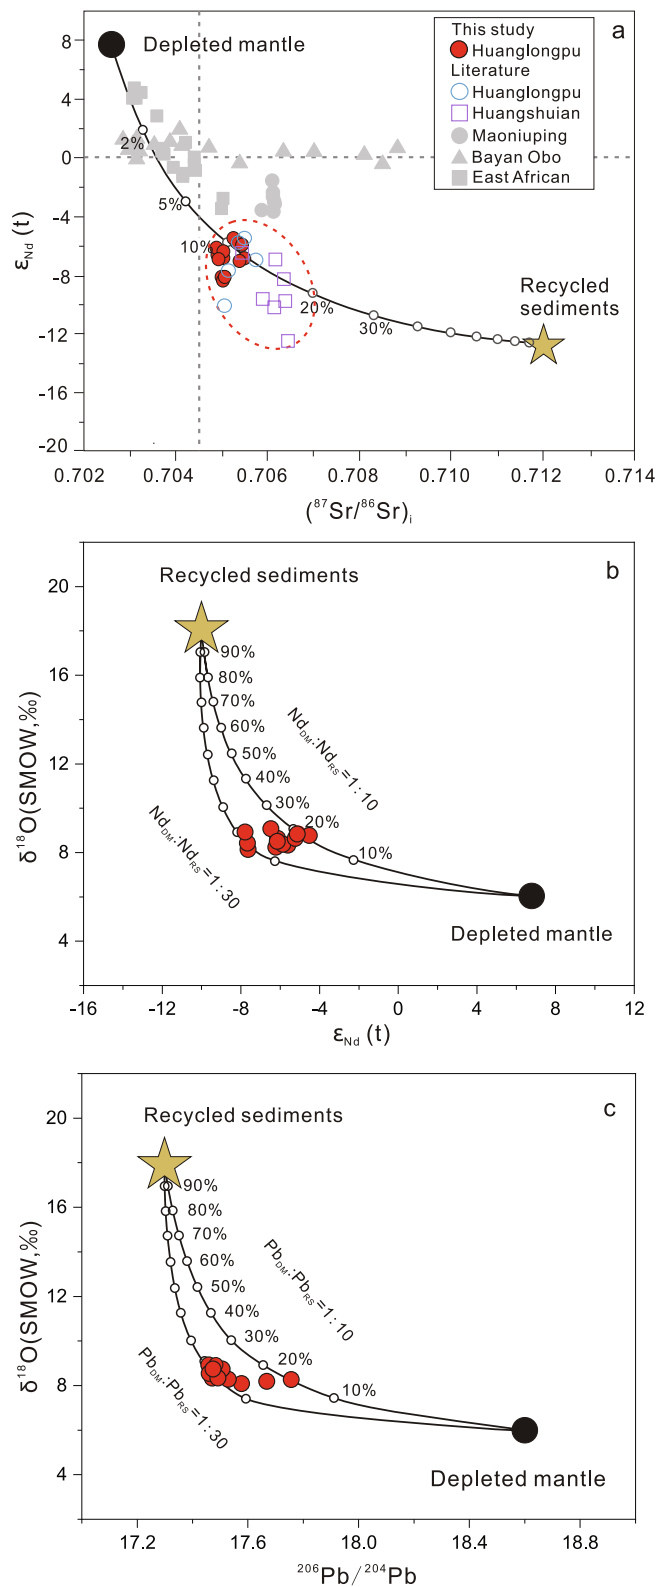 a
This study
Huanglongpu
Literature
Huanglongpu
Huangshuian
Maoniuping
Bayan Obo
East African
Depleted mantle
Recycled
sediments
2%
5%
10%
20%
30%
8
4
0
-4
-8
-12
-16
-20
εNd (t)
0.702 0.704 0.706 0.708 0.710 0.712 0.714
(⁸⁷Sr/⁸⁶Sr)i
b
Recycled sediments
90%
80%
70%
60%
50%
40%
30%
20%
10%
NdDM:NdRS=1:10
NdDM:NdRS=1:30
Depleted mantle
20
16
12
8
4
δ¹⁸O(SMOW,‰)
-16 -12 -8 -4 0 4 8 12
εNd (t)
c
Recycled sediments
90%
80%
70%
60%
50%
40%
30%
20%
10%
PbDM:PbRS=1:10
PbDM:PbRS=1:30
Depleted mantle
20
16
12
8
4
δ¹⁸O(SMOW,‰)
17.2 17.6 18.0 18.4 18.8
²⁰⁶Pb/²⁰⁴Pb